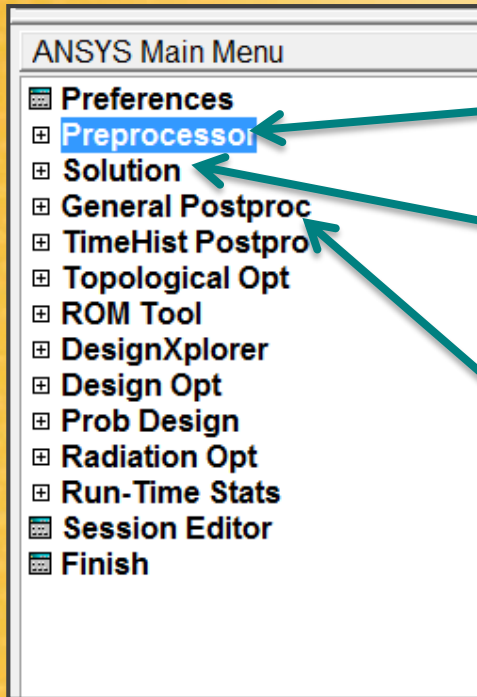 ANSYS Main Menu
Preferences
Preprocessor
Solution
General Postproc
TimeHist Postpro
Topological Opt
ROM Tool
DesignXplorer
Design Opt
Prob Design
Radiation Opt
Run-Time Stats
Session Editor
Finish